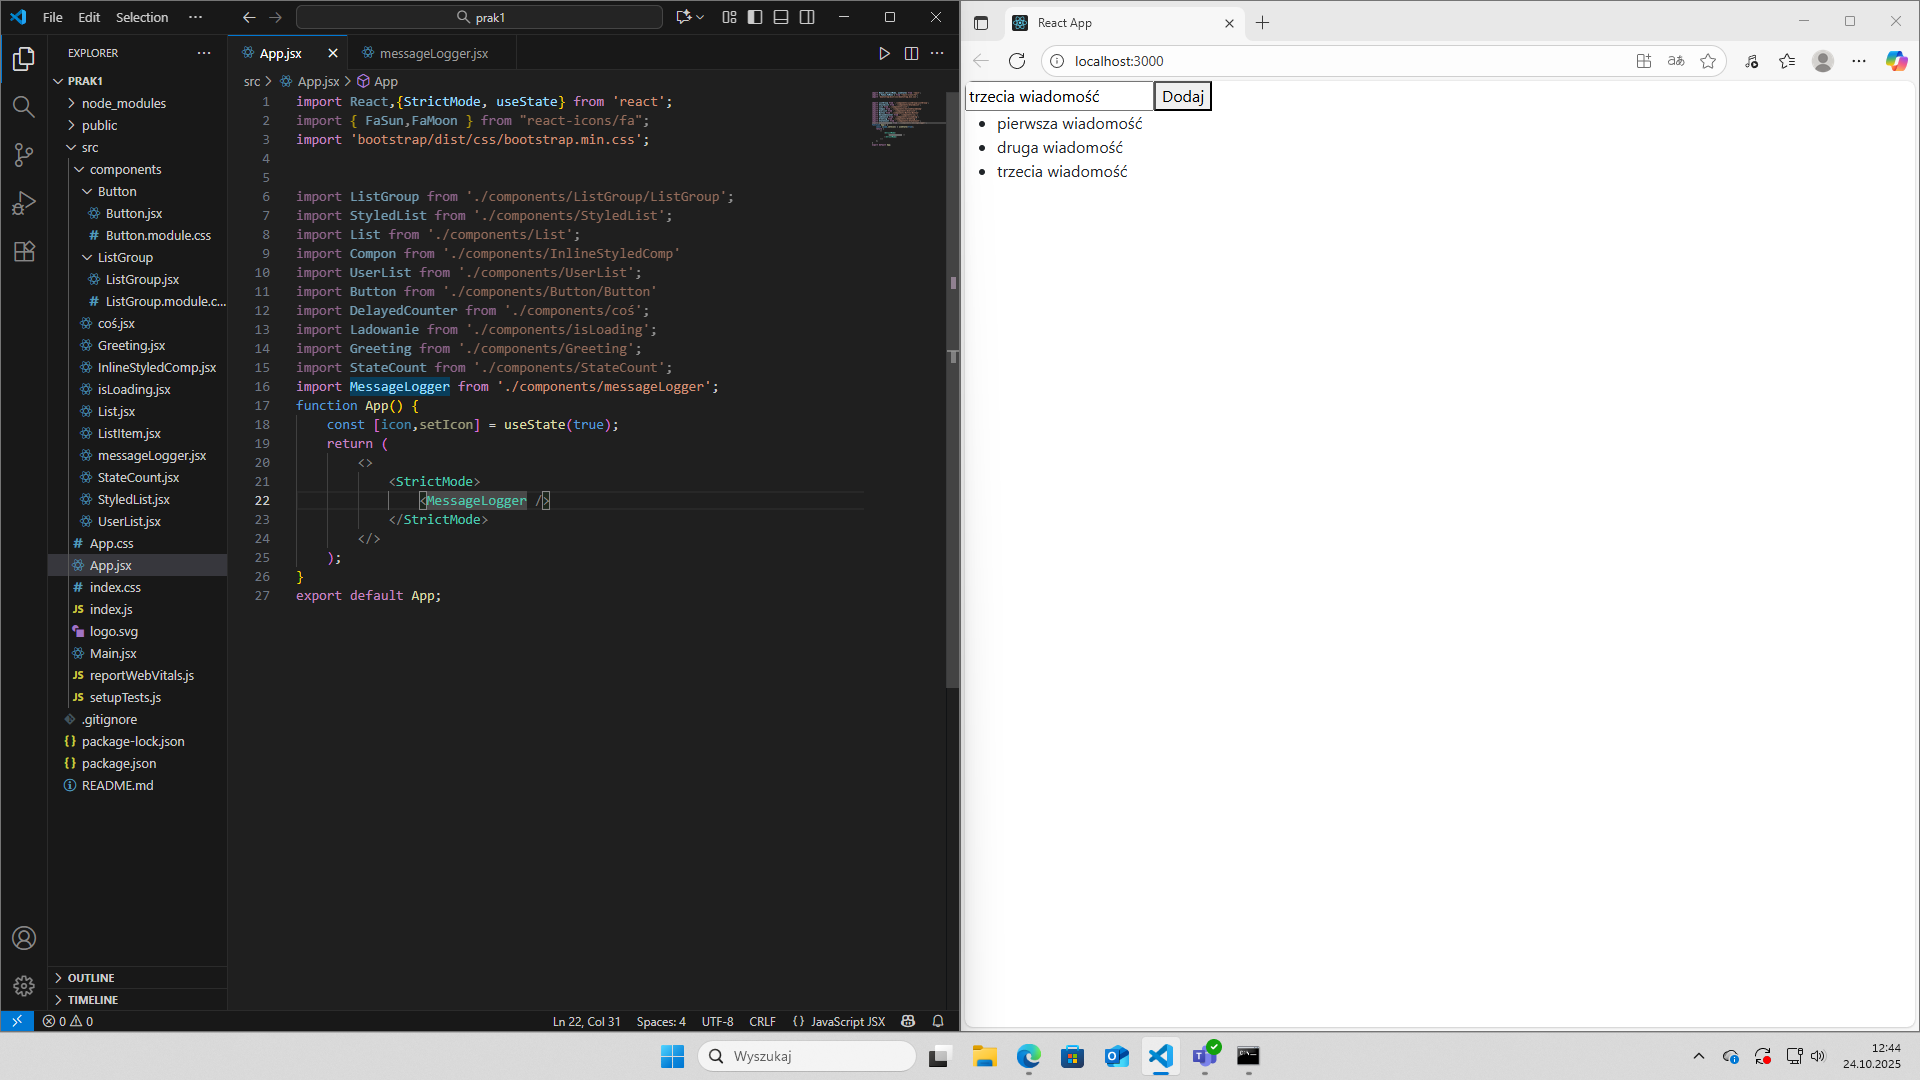 File Edit Selection ··· prak1
EXPLORER ···
PRAK1
node_modules
public
src
components
Button
Button.jsx
# Button.module.css
ListGroup
ListGroup.jsx
# ListGroup.module.c...
coś.jsx
Greeting.jsx
InlineStyledComp.jsx
isLoading.jsx
List.jsx
ListItem.jsx
messageLogger.jsx
StateCount.jsx
StyledList.jsx
UserList.jsx
# App.css
App.jsx
# index.css
JS index.js
logo.svg
Main.jsx
JS reportWebVitals.js
JS setupTests.js
.gitignore
{} package-lock.json
{} package.json
README.md
OUTLINE
TIMELINE
App.jsx messageLogger.jsx
src > App.jsx > App
1 import React,{StrictMode, useState} from 'react';
2 import { FaSun,FaMoon } from "react-icons/fa";
3 import 'bootstrap/dist/css/bootstrap.min.css';
4
5
6 import ListGroup from './components/ListGroup/ListGroup';
7 import StyledList from './components/StyledList';
8 import List from './components/List';
9 import Compon from './components/InlineStyledComp'
10 import UserList from './components/UserList';
11 import Button from './components/Button/Button'
12 import DelayedCounter from './components/coś';
13 import Ladowanie from './components/isLoading';
14 import Greeting from './components/Greeting';
15 import StateCount from './components/StateCount';
16 import MessageLogger from './components/messageLogger';
17 function App() {
18 const [icon,setIcon] = useState(true);
19 return (
20 <>
21 <StrictMode>
22 <MessageLogger />
23 </StrictMode>
24 </>
25 );
26 }
27 export default App;
0 0 Ln 22, Col 31 Spaces: 4 UTF-8 CRLF {} JavaScript JSX
React App
localhost:3000
trzecia wiadomość Dodaj
• pierwsza wiadomość
• druga wiadomość
• trzecia wiadomość
Wyszukaj
12:44
24.10.2025